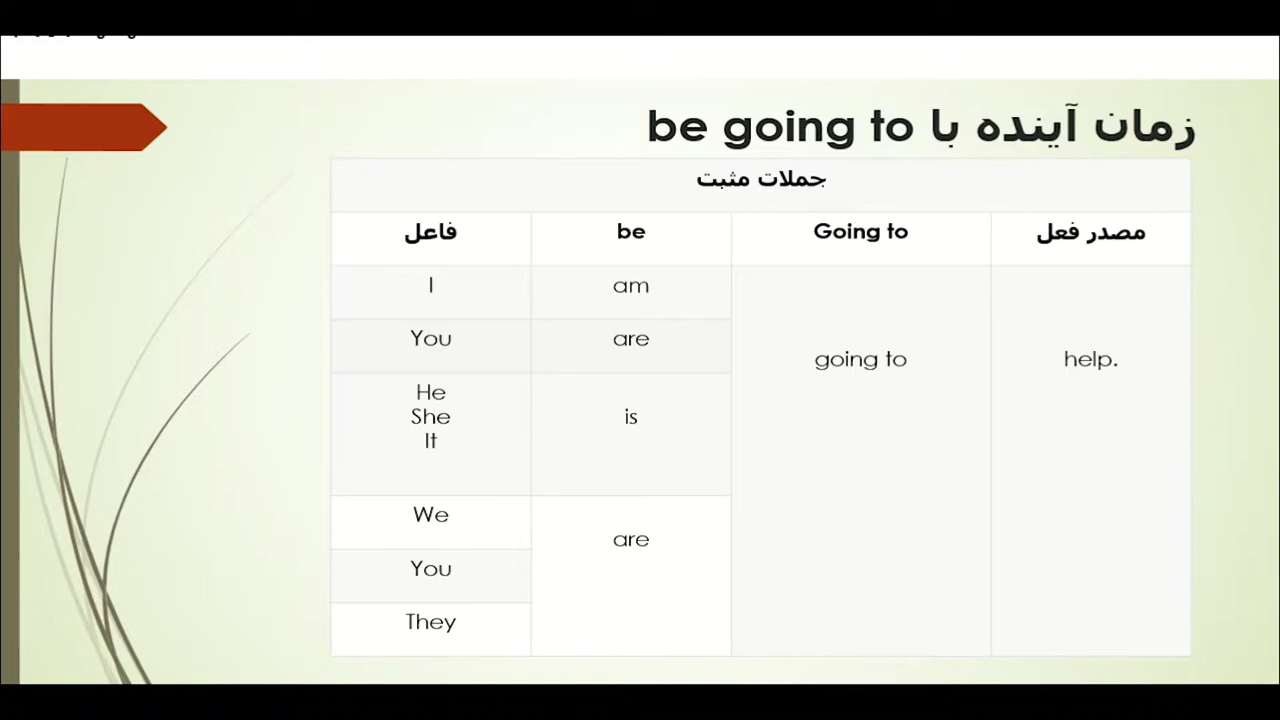 زمان آینده با be going to
جملات مثبت
فاعل be Going to مصدر فعل
I am
You are
going to help.
He
She is
It
We
are
You
They